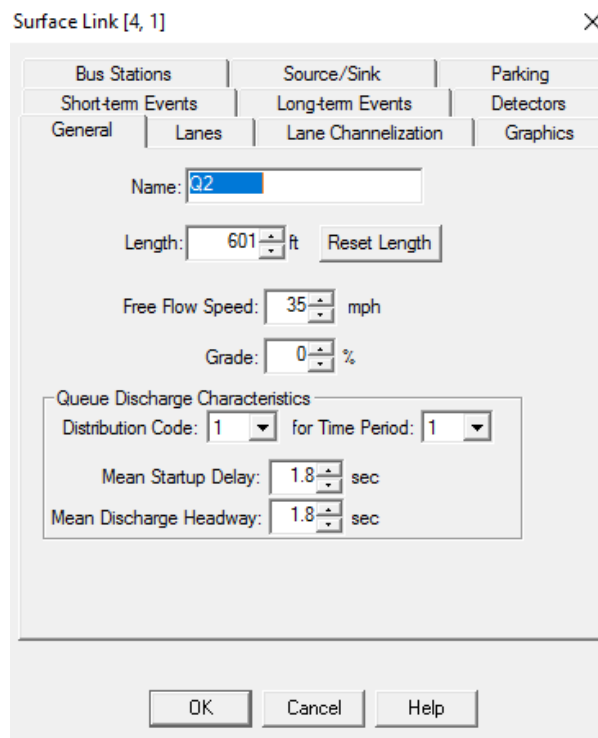 Surface Link [4, 1]
Bus Stations Source/Sink Parking
Short-term Events Long-term Events Detectors
General Lanes Lane Channelization Graphics
Name: Q2
Length: 601 ft Reset Length
Free Flow Speed: 35 mph
Grade: 0 %
Queue Discharge Characteristics
Distribution Code: 1 for Time Period: 1
Mean Startup Delay: 1.8 sec
Mean Discharge Headway: 1.8 sec
OK Cancel Help